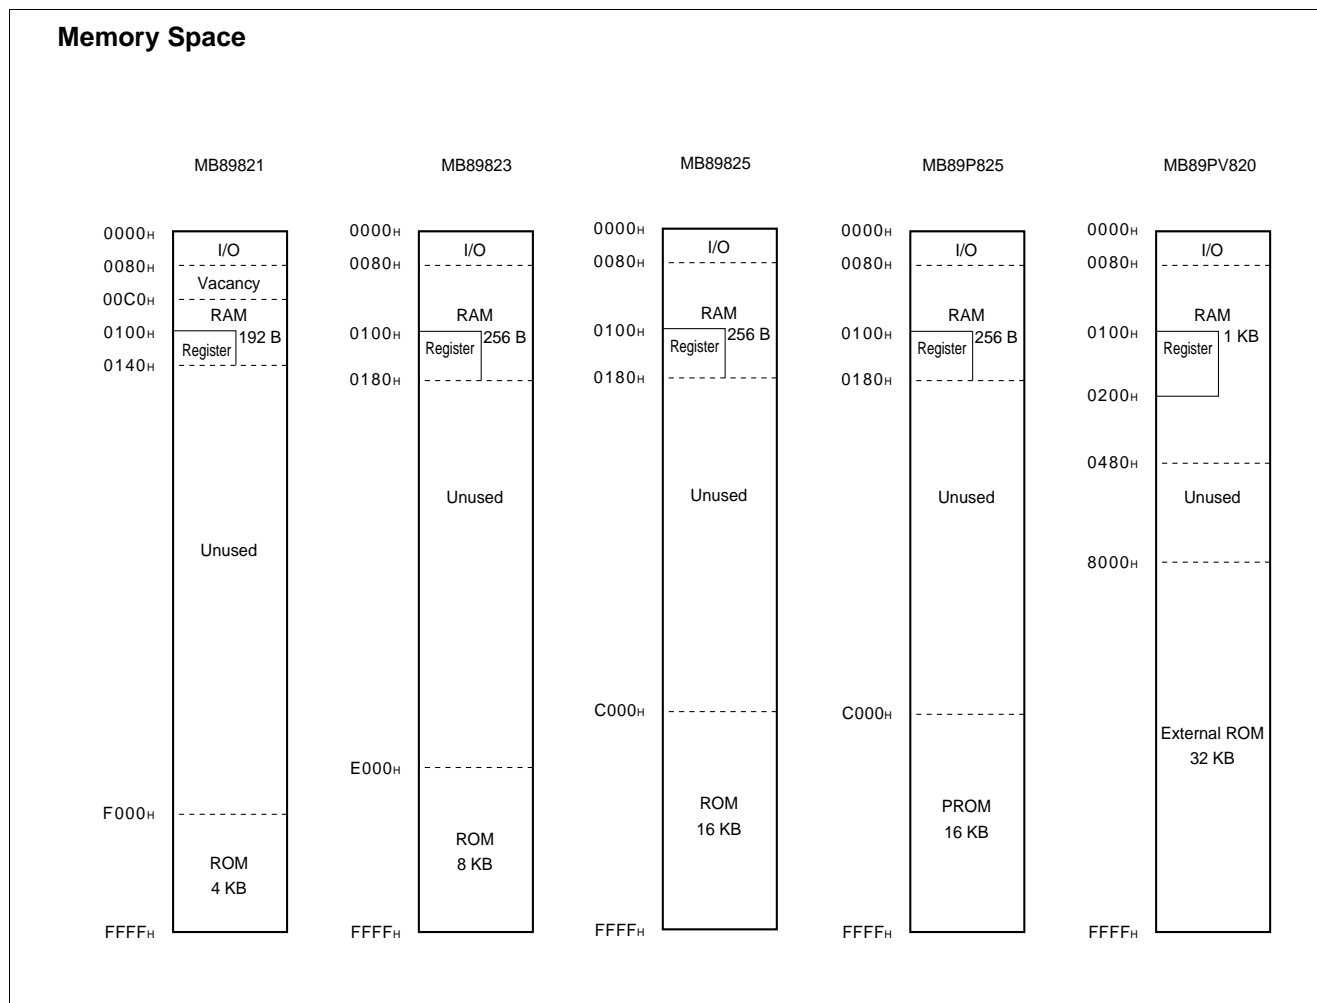 Memory Space
MB89821
0000H
I/O
0080H
Vacancy
00C0H
RAM
0100H
192 B
Register
0140H
Unused
F000H
ROM
4 KB
FFFFH
MB89823
0000H
I/O
0080H
RAM
0100H
256 B
Register
0180H
Unused
E000H
ROM
8 KB
FFFFH
MB89825
0000H
I/O
0080H
RAM
0100H
256 B
Register
0180H
Unused
C000H
ROM
16 KB
FFFFH
MB89P825
0000H
I/O
0080H
RAM
0100H
256 B
Register
0180H
Unused
C000H
PROM
16 KB
FFFFH
MB89PV820
0000H
I/O
0080H
RAM
0100H
1 KB
Register
0200H
0480H
Unused
8000H
External ROM
32 KB
FFFFH